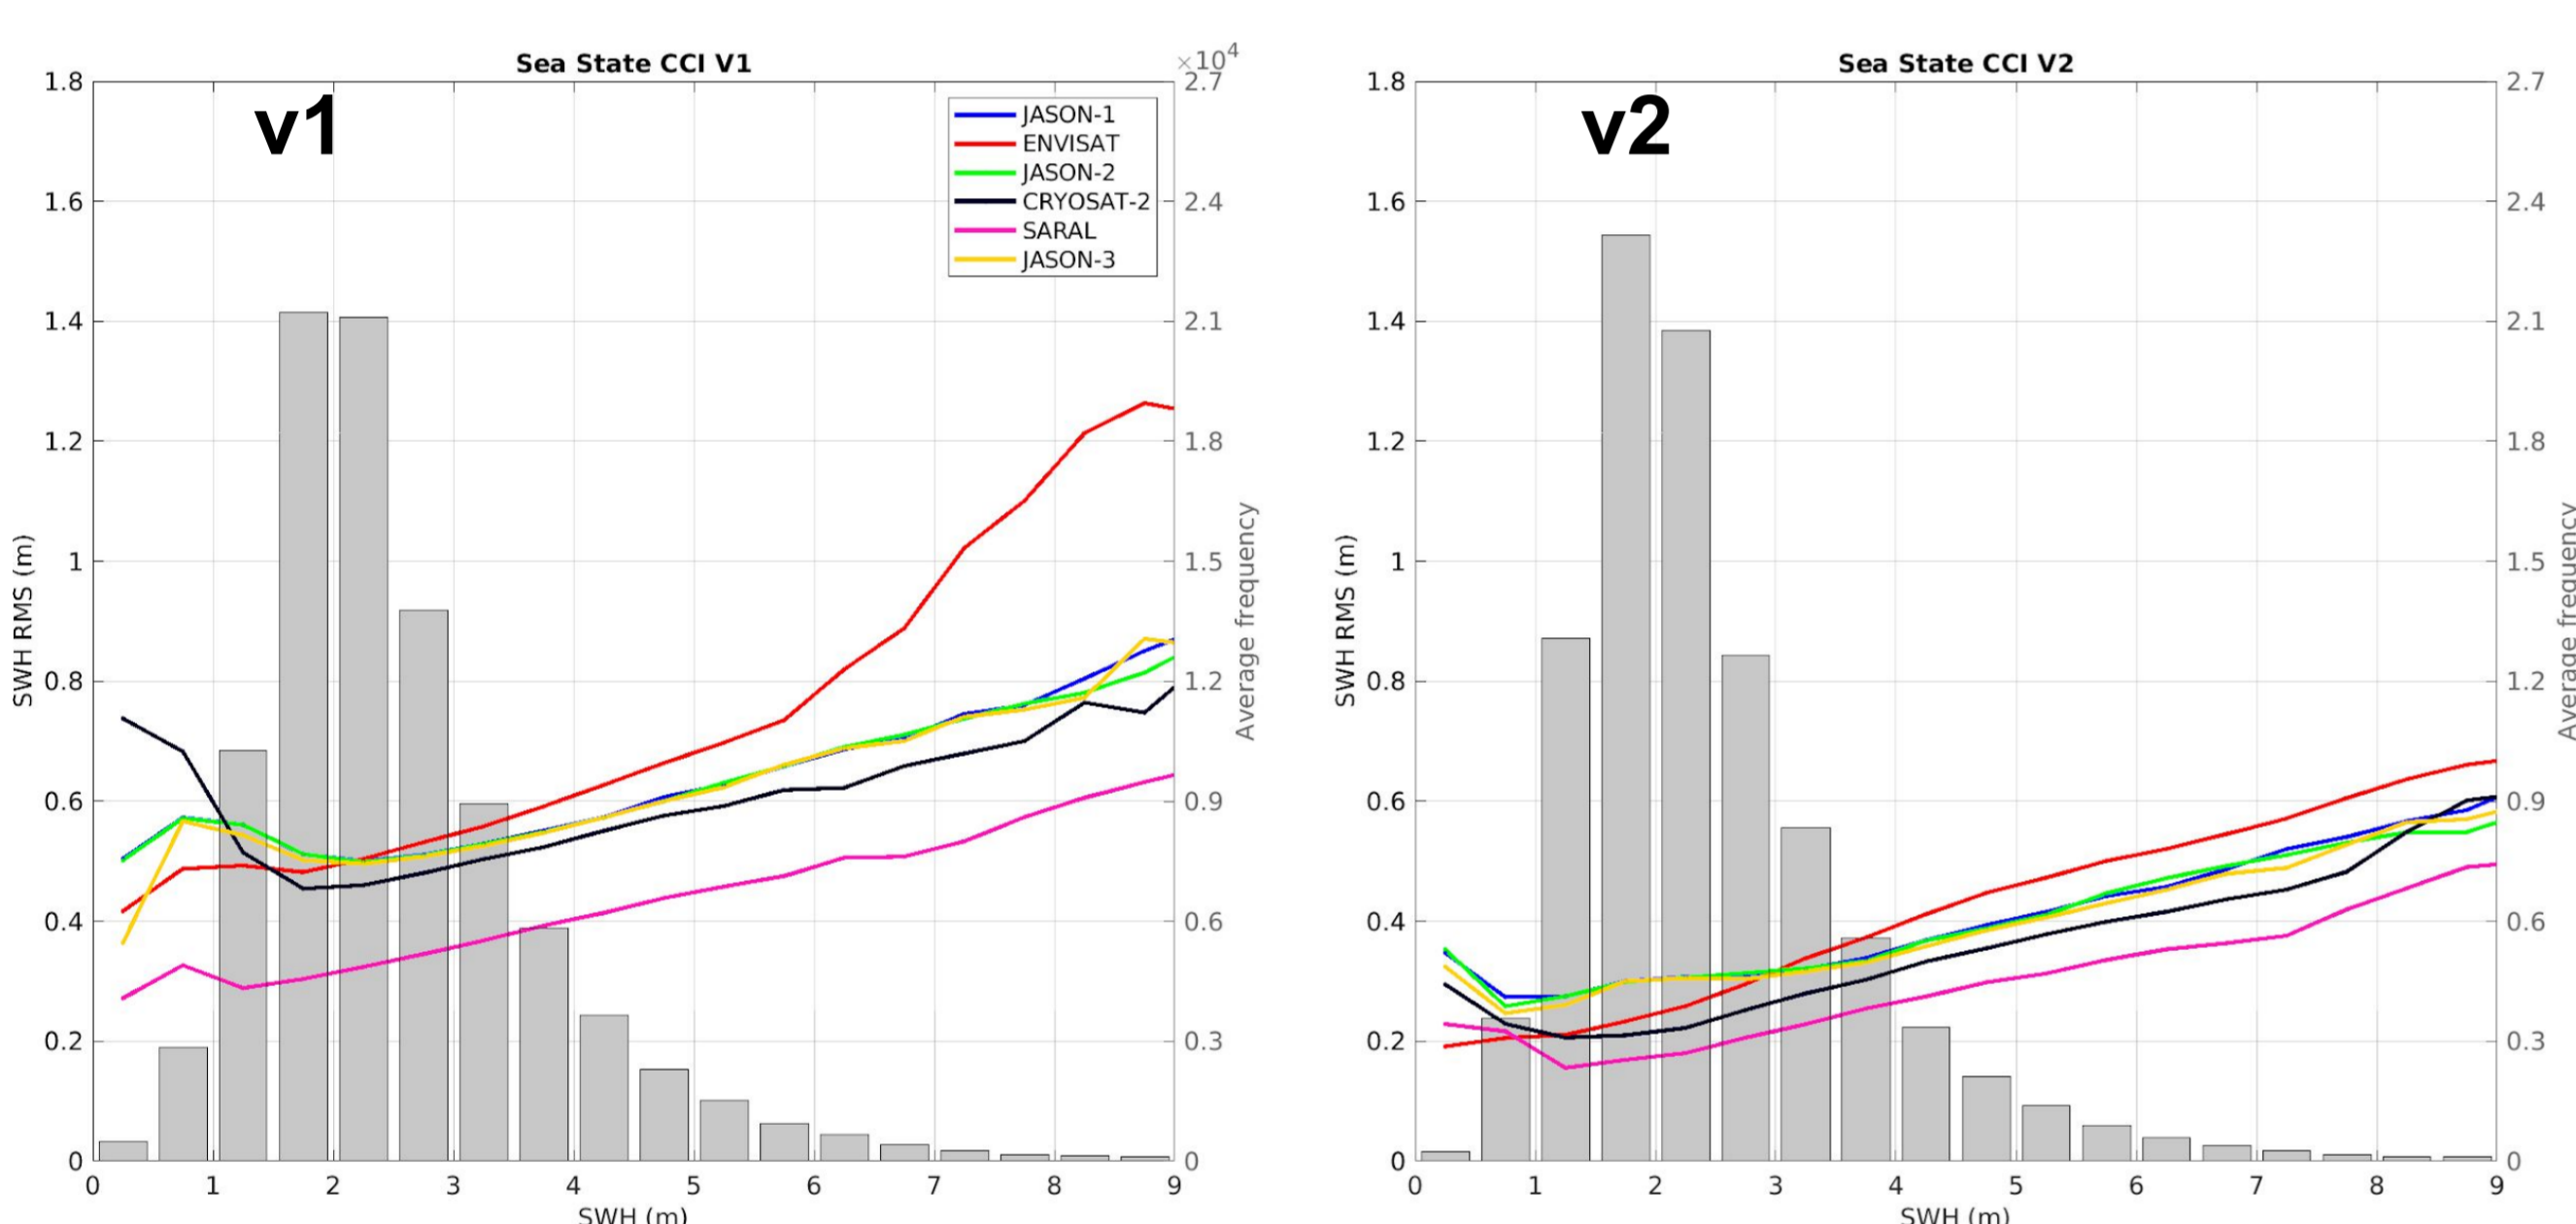 Sea State CCI V1
×10⁴
v1
JASON-1
ENVISAT
JASON-2
CRYOSAT-2
SARAL
JASON-3
1.8
1.6
1.4
1.2
1
0.8
0.6
0.4
0.2
0
SWH RMS (m)
2.7
2.4
2.1
1.8
1.5
1.2
0.9
0.6
0.3
0
Average frequency
0 1 2 3 4 5 6 7 8 9
SWH (m)
Sea State CCI V2
v2
1.8
1.6
1.4
1.2
1
0.8
0.6
0.4
0.2
0
SWH RMS (m)
2.7
2.4
2.1
1.8
1.5
1.2
0.9
0.6
0.3
0
Average frequency
0 1 2 3 4 5 6 7 8 9
SWH (m)